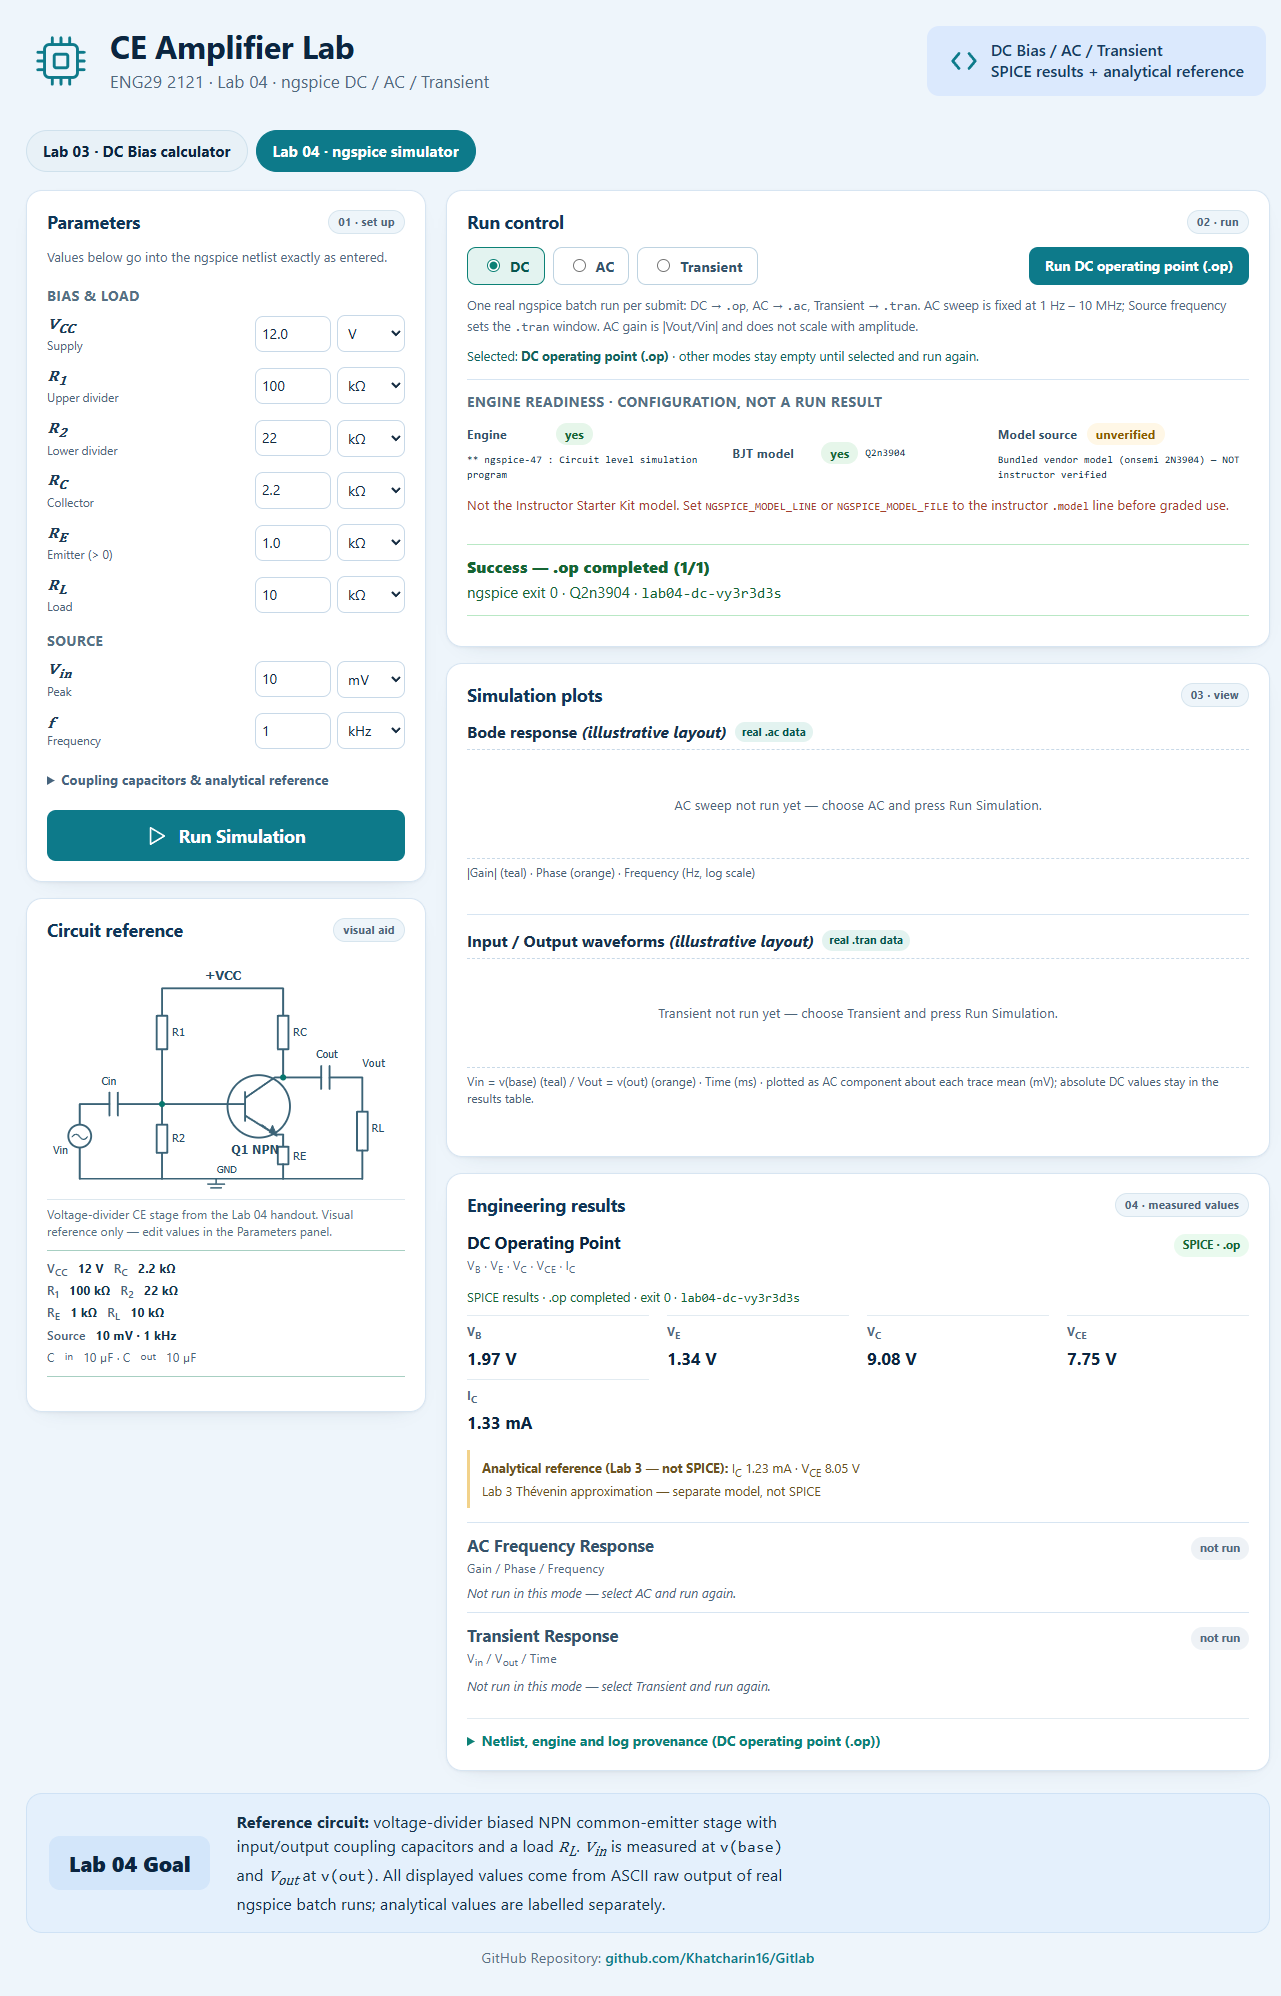 CE Amplifier Lab
ENG29 2121 · Lab 04 · ngspice DC / AC / Transient
DC Bias / AC / Transient
SPICE results + analytical reference
Lab 03 · DC Bias calculator
Lab 04 · ngspice simulator
Parameters
01 · set up
Values below go into the ngspice netlist exactly as entered.
BIAS & LOAD
VCC
Supply
12.0
V
R1
Upper divider
100
kΩ
R2
Lower divider
22
kΩ
RC
Collector
2.2
kΩ
RE
Emitter (> 0)
1.0
kΩ
RL
Load
10
kΩ
SOURCE
Vin
Peak
10
mV
f
Frequency
1
kHz
▶ Coupling capacitors & analytical reference
Run Simulation
Circuit reference
visual aid
+VCC
R1
RC
Cout
Vout
Cin
Vin
R2
Q1 NPN
RE
RL
GND
Voltage-divider CE stage from the Lab 04 handout. Visual
reference only — edit values in the Parameters panel.
VCC 12 V RC 2.2 kΩ
R1 100 kΩ R2 22 kΩ
RE 1 kΩ RL 10 kΩ
Source 10 mV · 1 kHz
C in 10 µF · C out 10 µF
Run control
02 · run
DC
AC
Transient
Run DC operating point (.op)
One real ngspice batch run per submit: DC → .op, AC → .ac, Transient → .tran. AC sweep is fixed at 1 Hz – 10 MHz; Source frequency
sets the .tran window. AC gain is |Vout/Vin| and does not scale with amplitude.
Selected: DC operating point (.op) · other modes stay empty until selected and run again.
ENGINE READINESS · CONFIGURATION, NOT A RUN RESULT
Engine yes
** ngspice-47 : Circuit level simulation
program
BJT model yes Q2n3904
Model source unverified
Bundled vendor model (onsemi 2N3904) — NOT
instructor verified
Not the Instructor Starter Kit model. Set NGSPICE_MODEL_LINE or NGSPICE_MODEL_FILE to the instructor .model line before graded use.
Success — .op completed (1/1)
ngspice exit 0 · Q2n3904 · lab04-dc-vy3r3d3s
Simulation plots
03 · view
Bode response (illustrative layout) real .ac data
AC sweep not run yet — choose AC and press Run Simulation.
|Gain| (teal) · Phase (orange) · Frequency (Hz, log scale)
Input / Output waveforms (illustrative layout) real .tran data
Transient not run yet — choose Transient and press Run Simulation.
Vin = v(base) (teal) / Vout = v(out) (orange) · Time (ms) · plotted as AC component about each trace mean (mV); absolute DC values stay in the
results table.
Engineering results
04 · measured values
DC Operating Point
SPICE · .op
VB · VE · VC · VCE · IC
SPICE results · .op completed · exit 0 · lab04-dc-vy3r3d3s
VB
1.97 V
VE
1.34 V
VC
9.08 V
VCE
7.75 V
IC
1.33 mA
Analytical reference (Lab 3 — not SPICE): IC 1.23 mA · VCE 8.05 V
Lab 3 Thévenin approximation — separate model, not SPICE
AC Frequency Response
not run
Gain / Phase / Frequency
Not run in this mode — select AC and run again.
Transient Response
not run
Vin / Vout / Time
Not run in this mode — select Transient and run again.
▶ Netlist, engine and log provenance (DC operating point (.op))
Lab 04 Goal
Reference circuit: voltage-divider biased NPN common-emitter stage with
input/output coupling capacitors and a load RL. Vin is measured at v(base)
and Vout at v(out). All displayed values come from ASCII raw output of real
ngspice batch runs; analytical values are labelled separately.
GitHub Repository: github.com/Khatcharin16/Gitlab